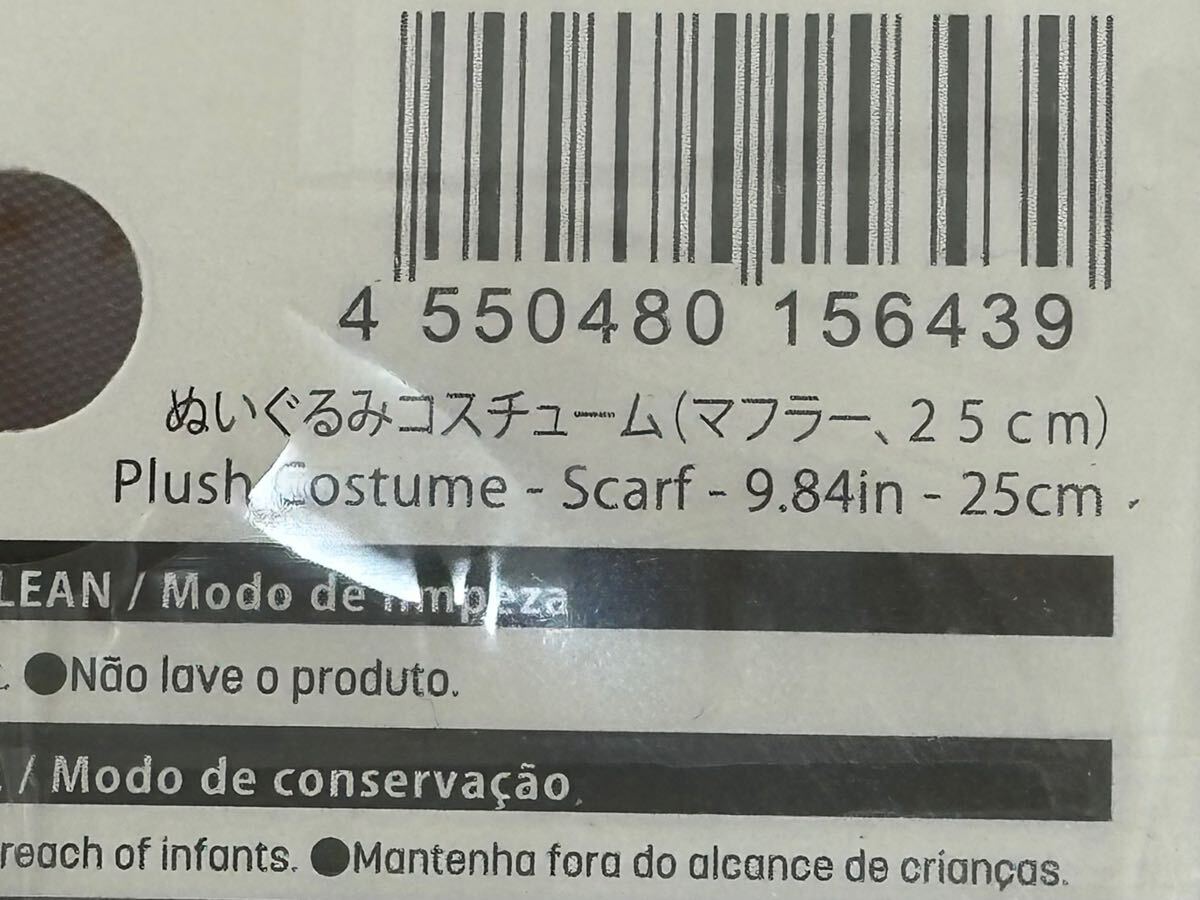 4 550480 156439
ぬいぐるみコスチューム(マフラー、25cm)
Plush Costume - Scarf - 9.84in - 25cm
LEAN / Modo de limpeza
●Não lave o produto.
/ Modo de conservação
reach of infants. ●Mantenha fora do alcance de crianças.